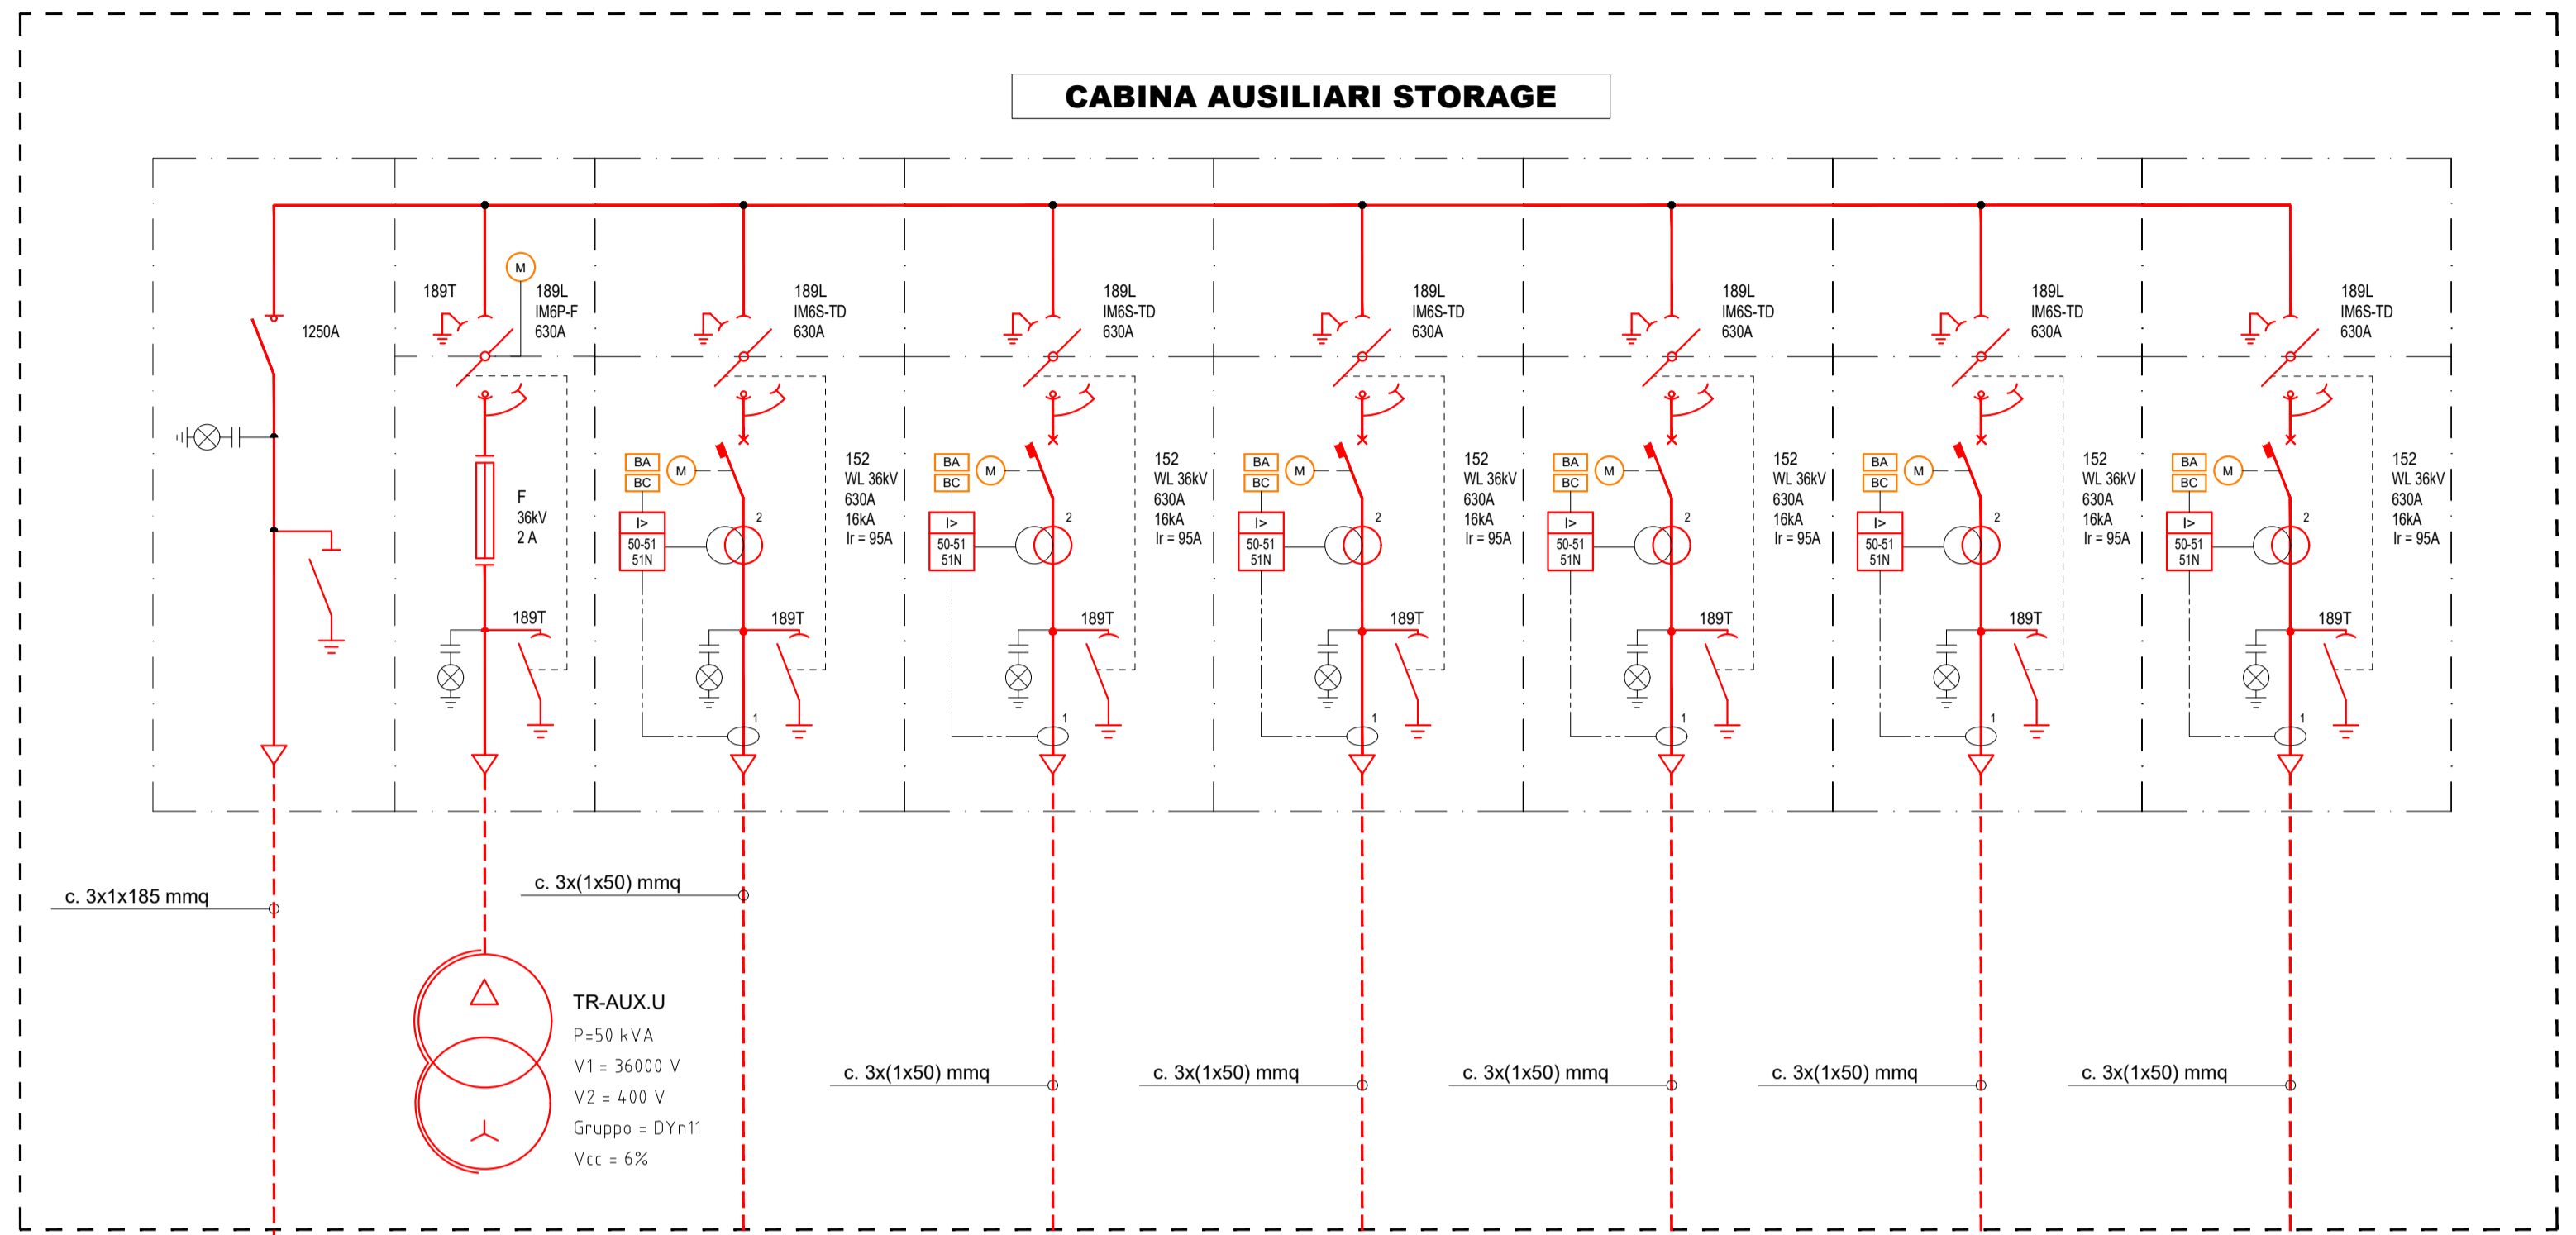 CABINA AUSILIARI STORAGE
1250A
c. 3x1x185 mmq
M
189T
189L
IM6P-F
630A
F
36kV
2 A
189T
TR-AUX.U
P=50 kVA
V1 = 36000 V
V2 = 400 V
Gruppo = DYn11
Vcc = 6%
189L
IM6S-TD
630A
BA
BC
M
152
WL 36kV
630A
16kA
Ir = 95A
I>
50-51
51N
2
189T
1
c. 3x(1x50) mmq
189L
IM6S-TD
630A
BA
BC
M
152
WL 36kV
630A
16kA
Ir = 95A
I>
50-51
51N
2
189T
1
c. 3x(1x50) mmq
189L
IM6S-TD
630A
BA
BC
M
152
WL 36kV
630A
16kA
Ir = 95A
I>
50-51
51N
2
189T
1
c. 3x(1x50) mmq
189L
IM6S-TD
630A
BA
BC
M
152
WL 36kV
630A
16kA
Ir = 95A
I>
50-51
51N
2
189T
1
c. 3x(1x50) mmq
189L
IM6S-TD
630A
BA
BC
M
152
WL 36kV
630A
16kA
Ir = 95A
I>
50-51
51N
2
189T
1
c. 3x(1x50) mmq
189L
IM6S-TD
630A
BA
BC
M
152
WL 36kV
630A
16kA
Ir = 95A
I>
50-51
51N
2
189T
1
c. 3x(1x50) mmq